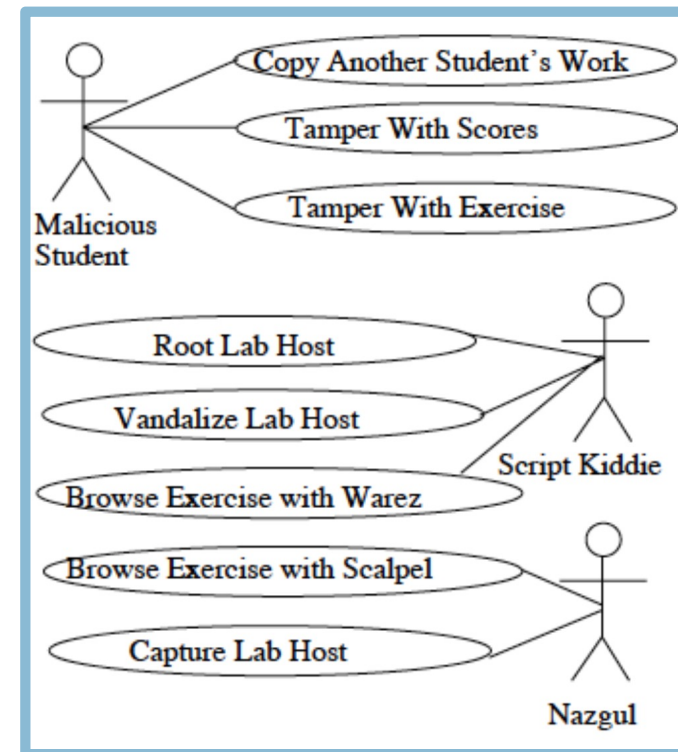 Copy Another Student's Work
Tamper With Scores
Tamper With Exercise
Malicious
Student
Root Lab Host
Vandalize Lab Host
Script Kiddie
Browse Exercise with Warez
Browse Exercise with Scalpel
Capture Lab Host
Nazgul